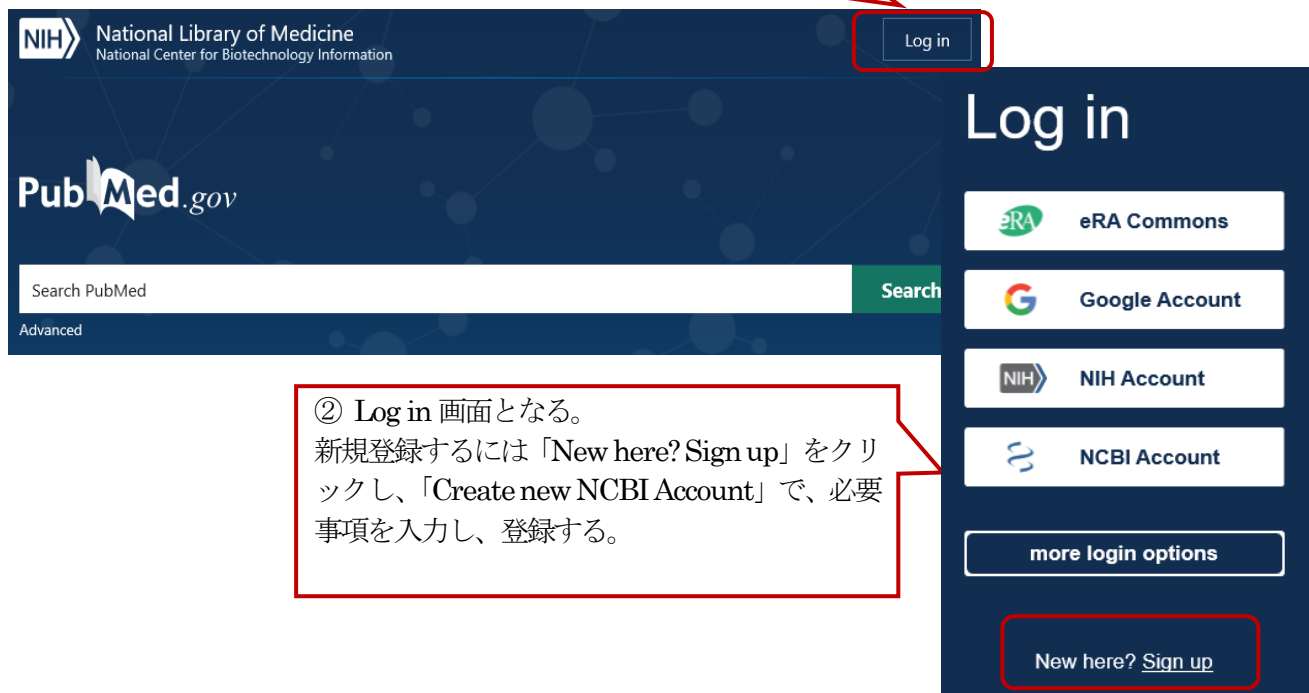 NIH National Library of Medicine
National Center for Biotechnology Information
Log in
PubMed.gov
Search PubMed
Search
Advanced
Log in
eRA eRA Commons
G Google Account
NIH NIH Account
NCBI Account
more login options
New here? Sign up
② Log in 画面となる。
新規登録するには「New here? Sign up」をクリ
ックし、「Create new NCBI Account」で、必要
事項を入力し、登録する。